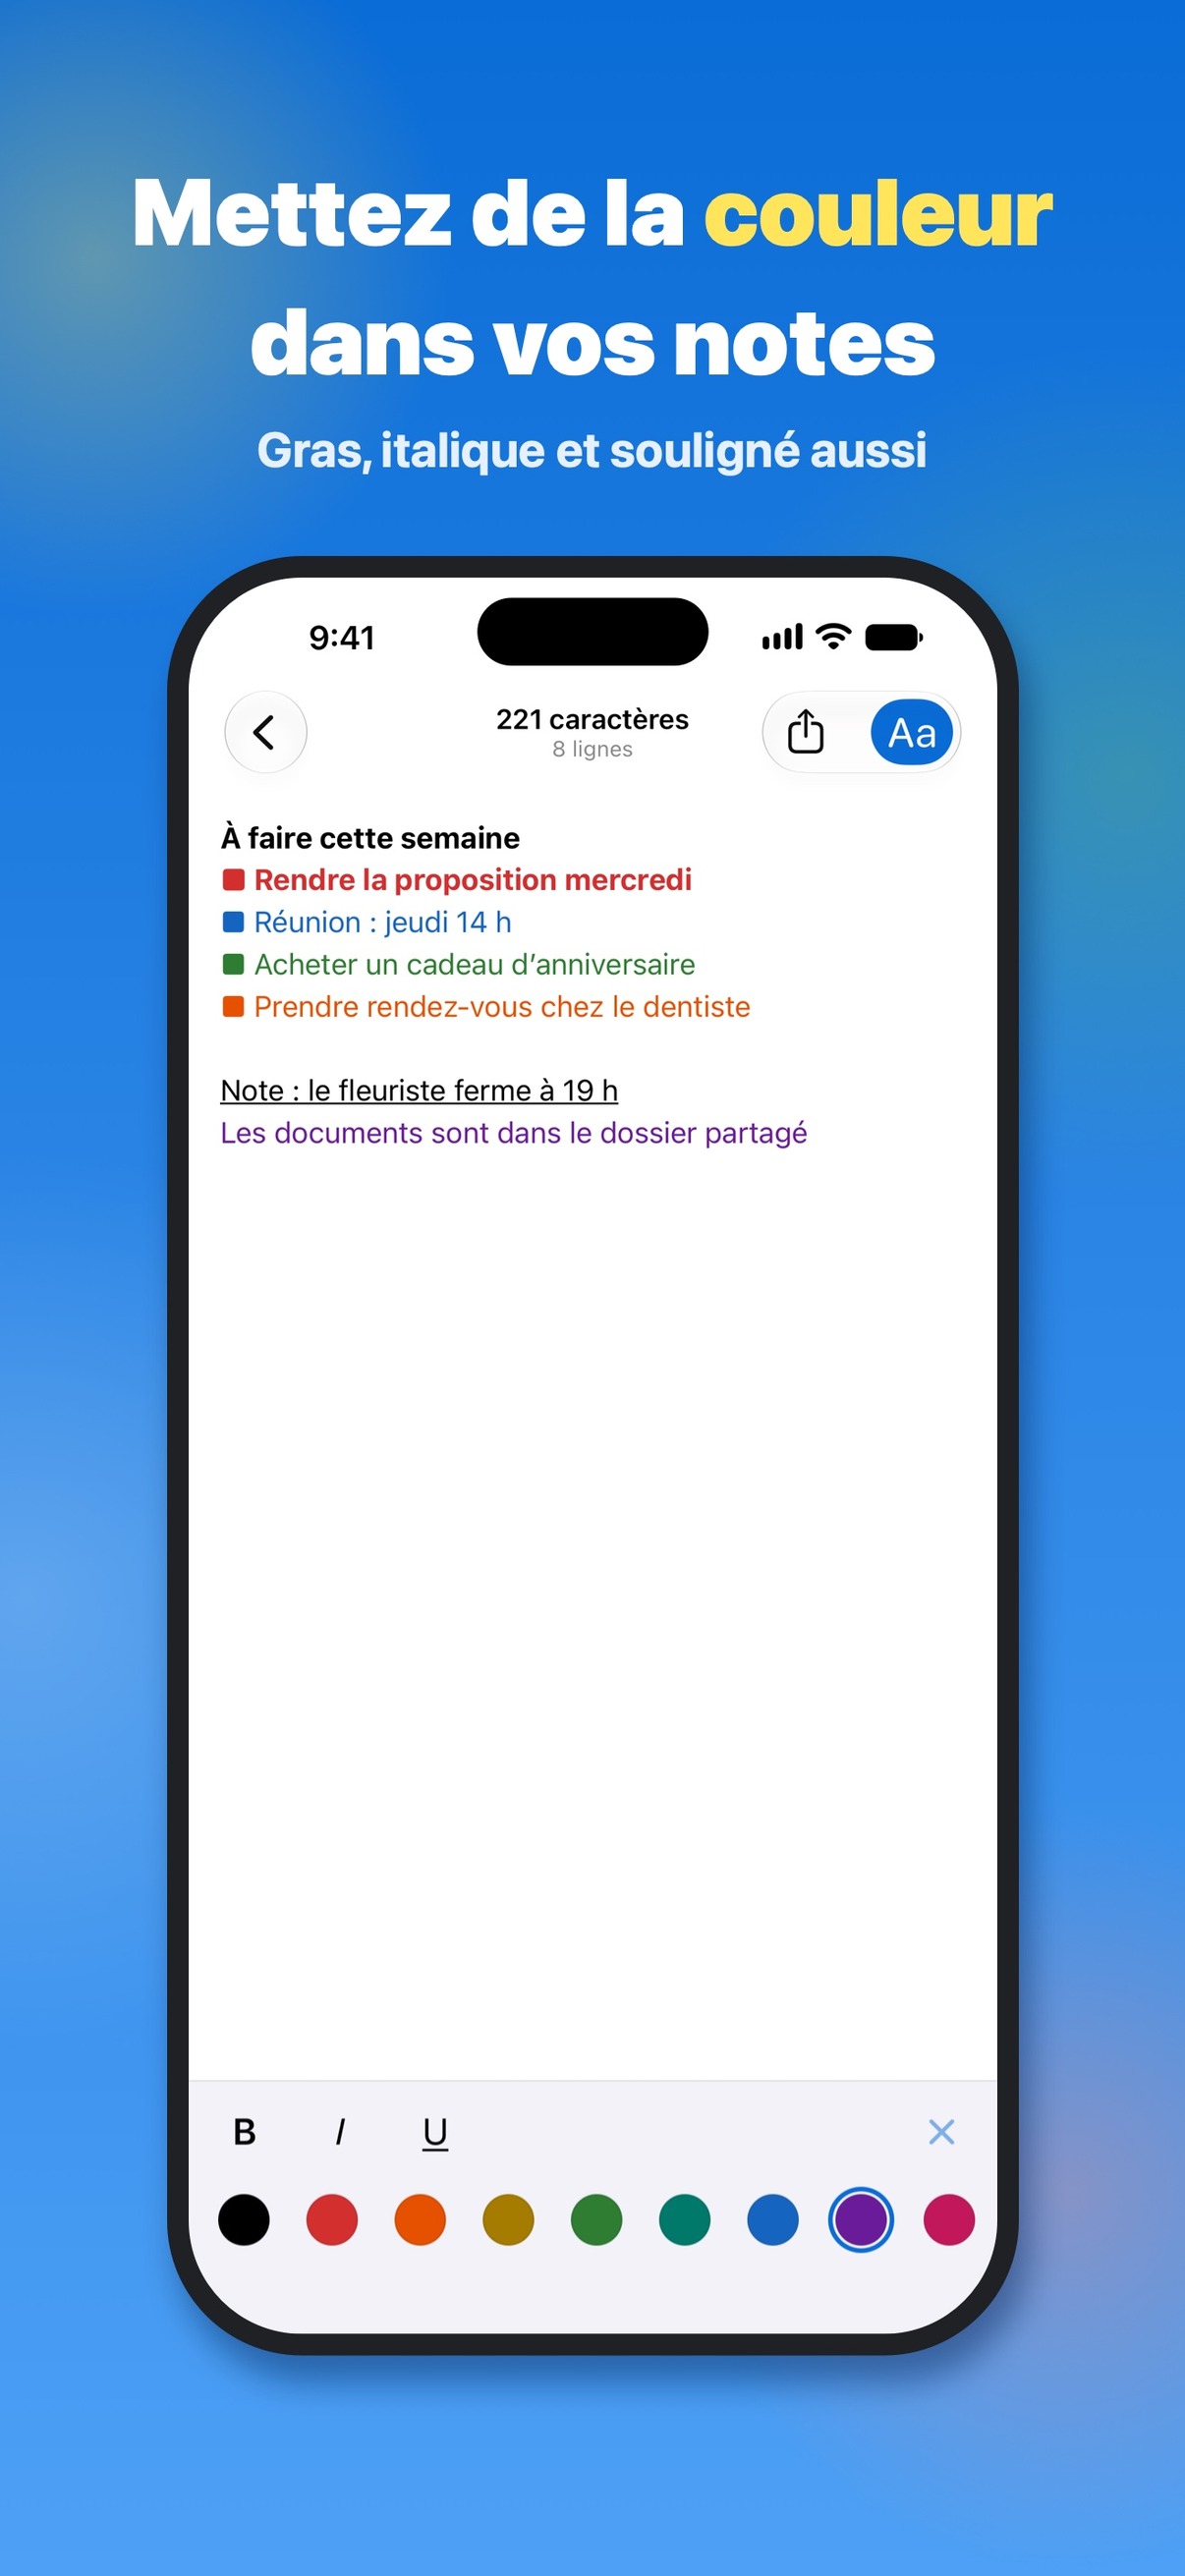 Mettez de la couleur
dans vos notes
Gras, italique et souligné aussi
9:41
221 caractères
8 lignes
Aa
À faire cette semaine
Rendre la proposition mercredi
Réunion : jeudi 14 h
Acheter un cadeau d’anniversaire
Prendre rendez-vous chez le dentiste
Note : le fleuriste ferme à 19 h
Les documents sont dans le dossier partagé
B I U